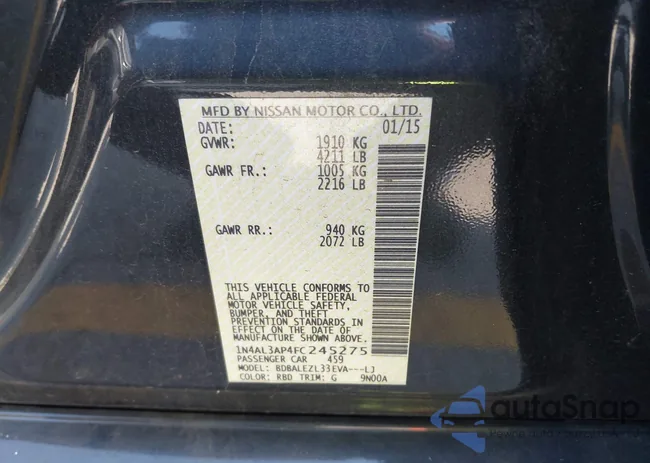 MFD BY NISSAN MOTOR CO., LTD.
DATE: 01/15
GVWR: 1910 KG
4211 LB
GAWR FR.: 1005 KG
2216 LB
GAWR RR.: 940 KG
2072 LB
THIS VEHICLE CONFORMS TO
ALL APPLICABLE FEDERAL
MOTOR VEHICLE SAFETY,
BUMPER, AND THEFT
PREVENTION STANDARDS IN
EFFECT ON THE DATE OF
MANUFACTURE SHOWN ABOVE.
1N4AL3AP4FC245275
PASSENGER CAR 459
MODEL: BDBALEZL33EVA---LJ
COLOR: RBD TRIM: G 9N00A
autoSnap